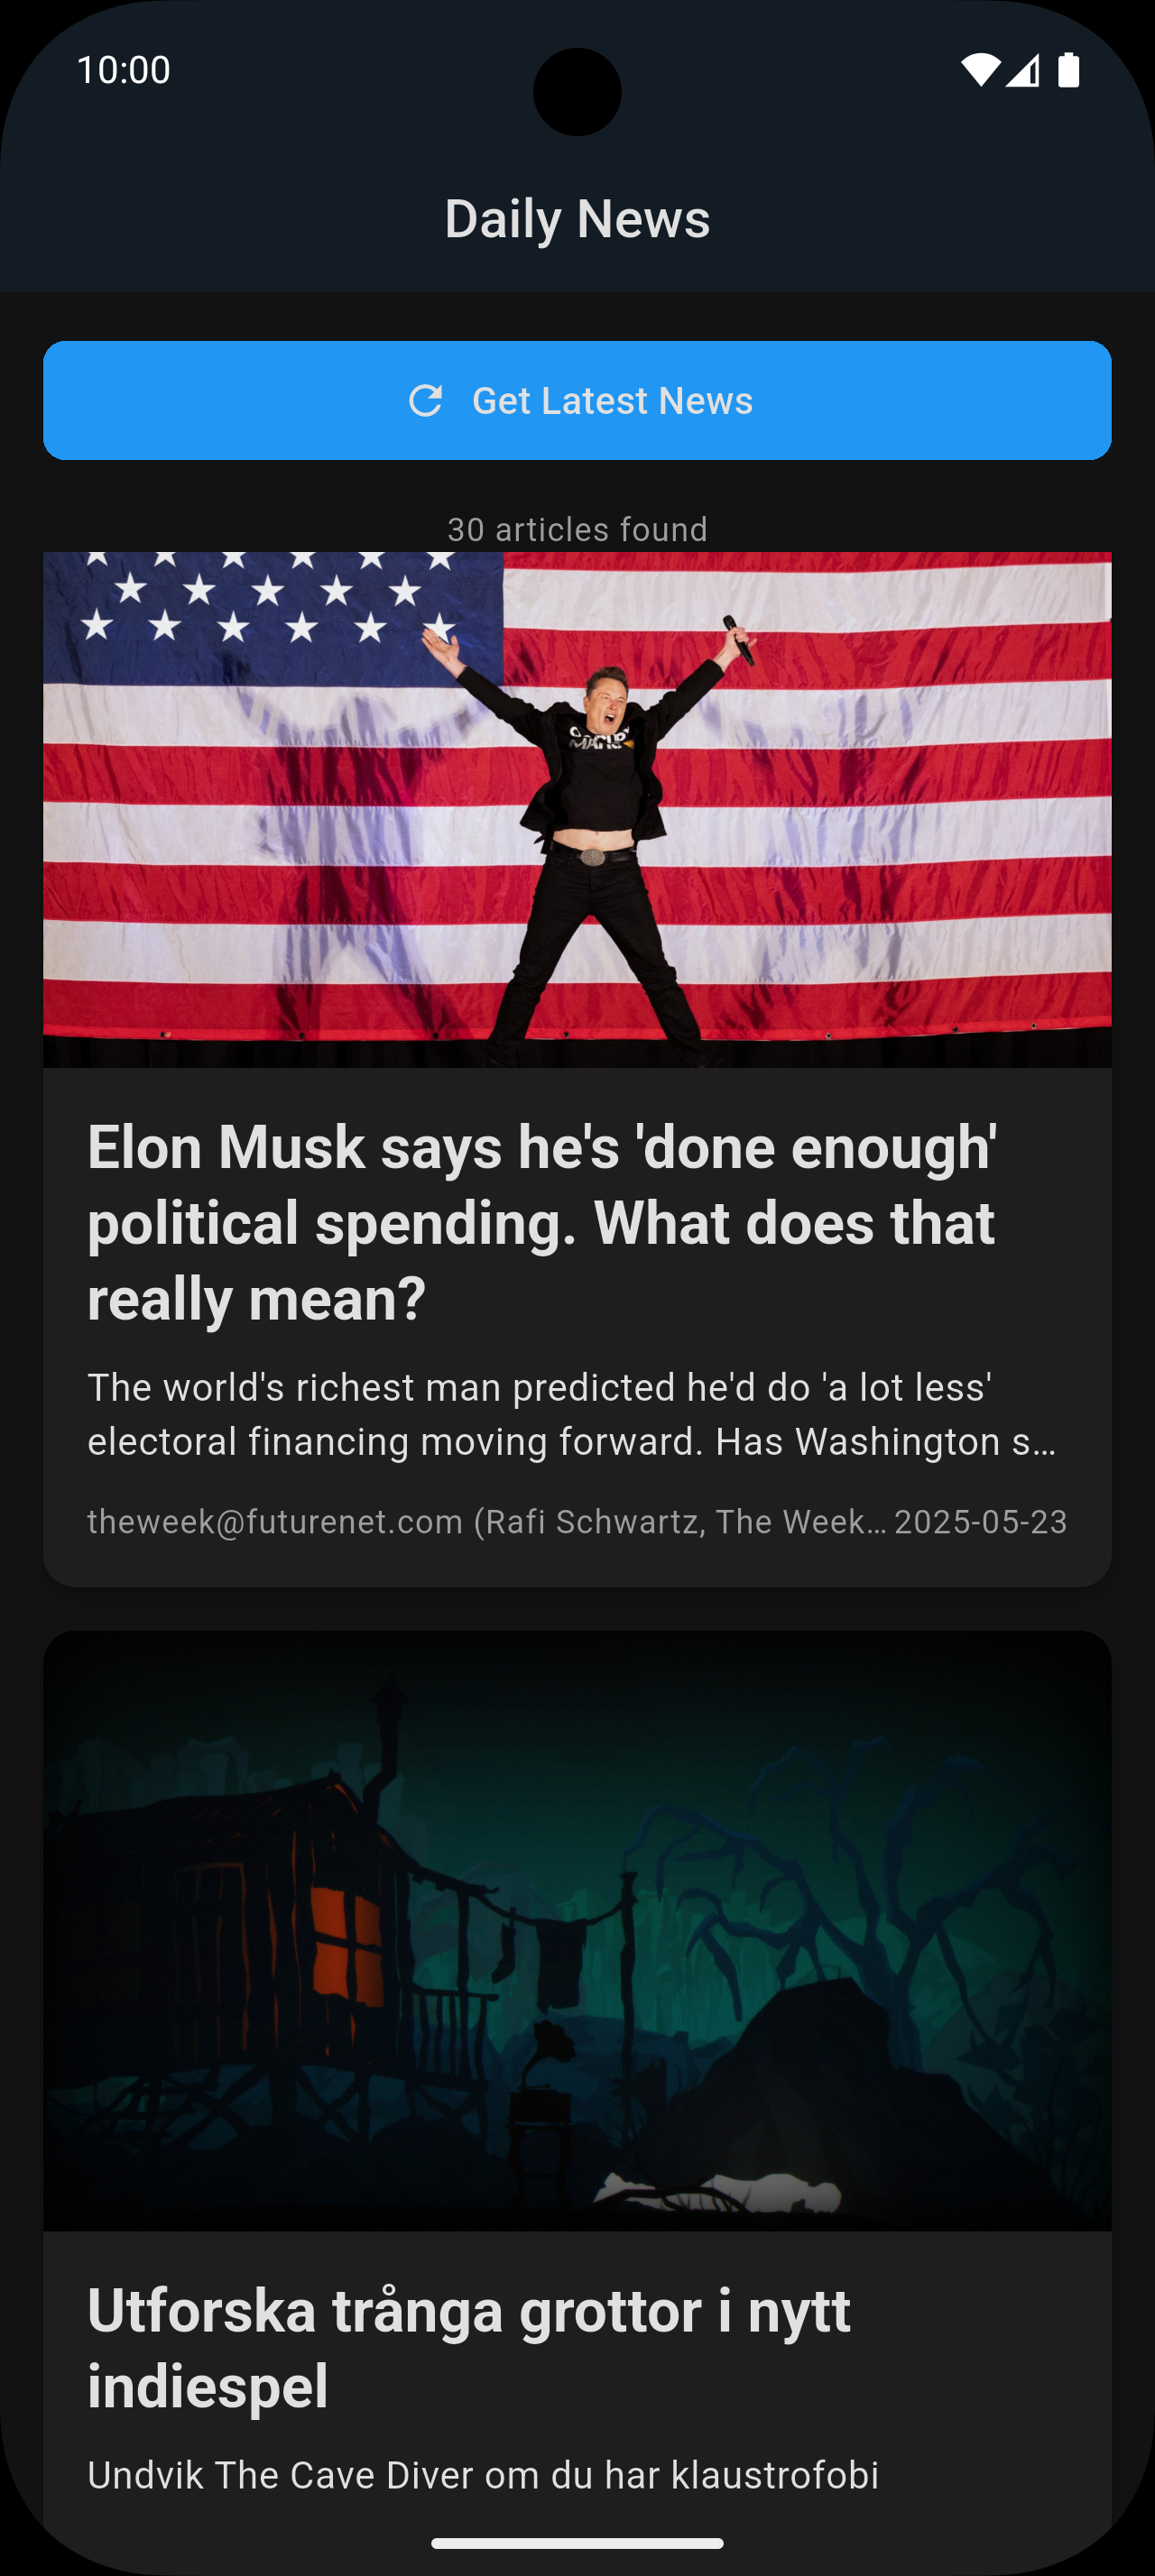 10:00
Daily News
Get Latest News
30 articles found
OCCUPY
MARS
Elon Musk says he's 'done enough'
political spending. What does that
really mean?
The world's richest man predicted he'd do 'a lot less'
electoral financing moving forward. Has Washington s...
theweek@futurenet.com (Rafi Schwartz, The Week... 2025-05-23
Utforska trånga grottor i nytt
indiespel
Undvik The Cave Diver om du har klaustrofobi